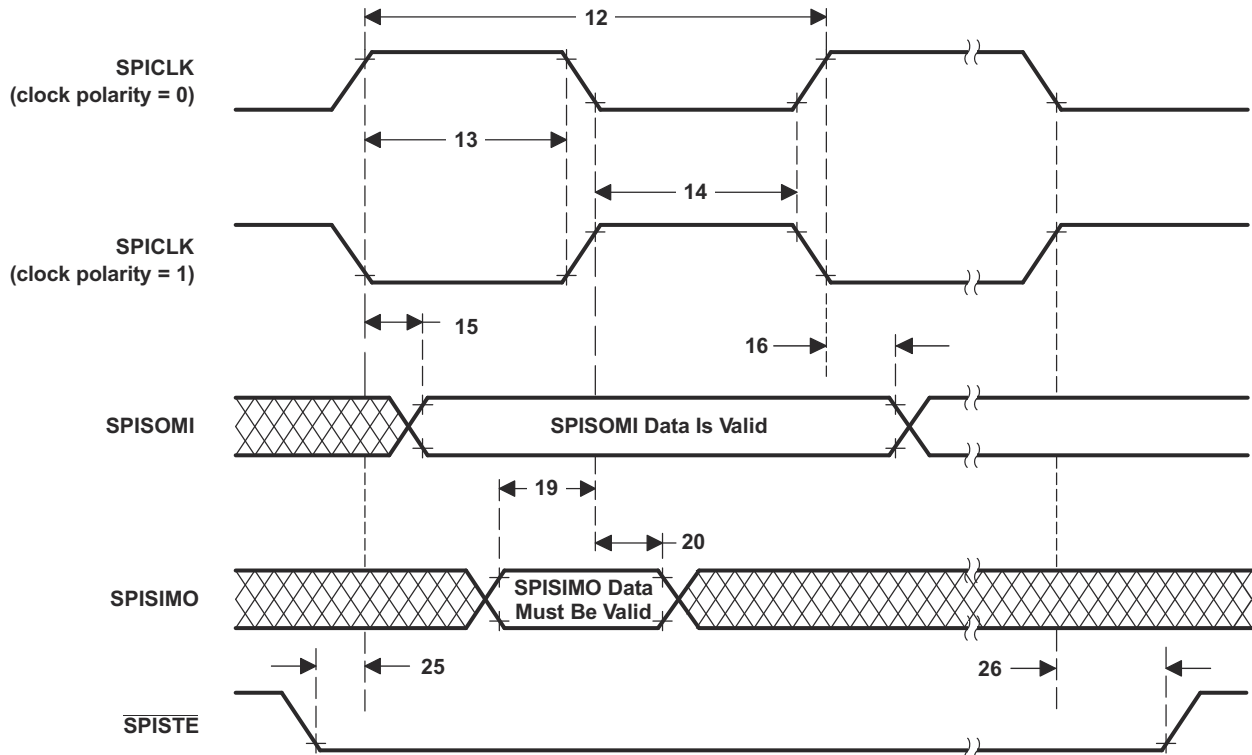 12
SPICLK
(clock polarity = 0)
13
14
SPICLK
(clock polarity = 1)
15
16
SPISOMI
SPISOMI Data Is Valid
19
20
SPISIMO
SPISIMO Data
Must Be Valid
25
26
SPISTE